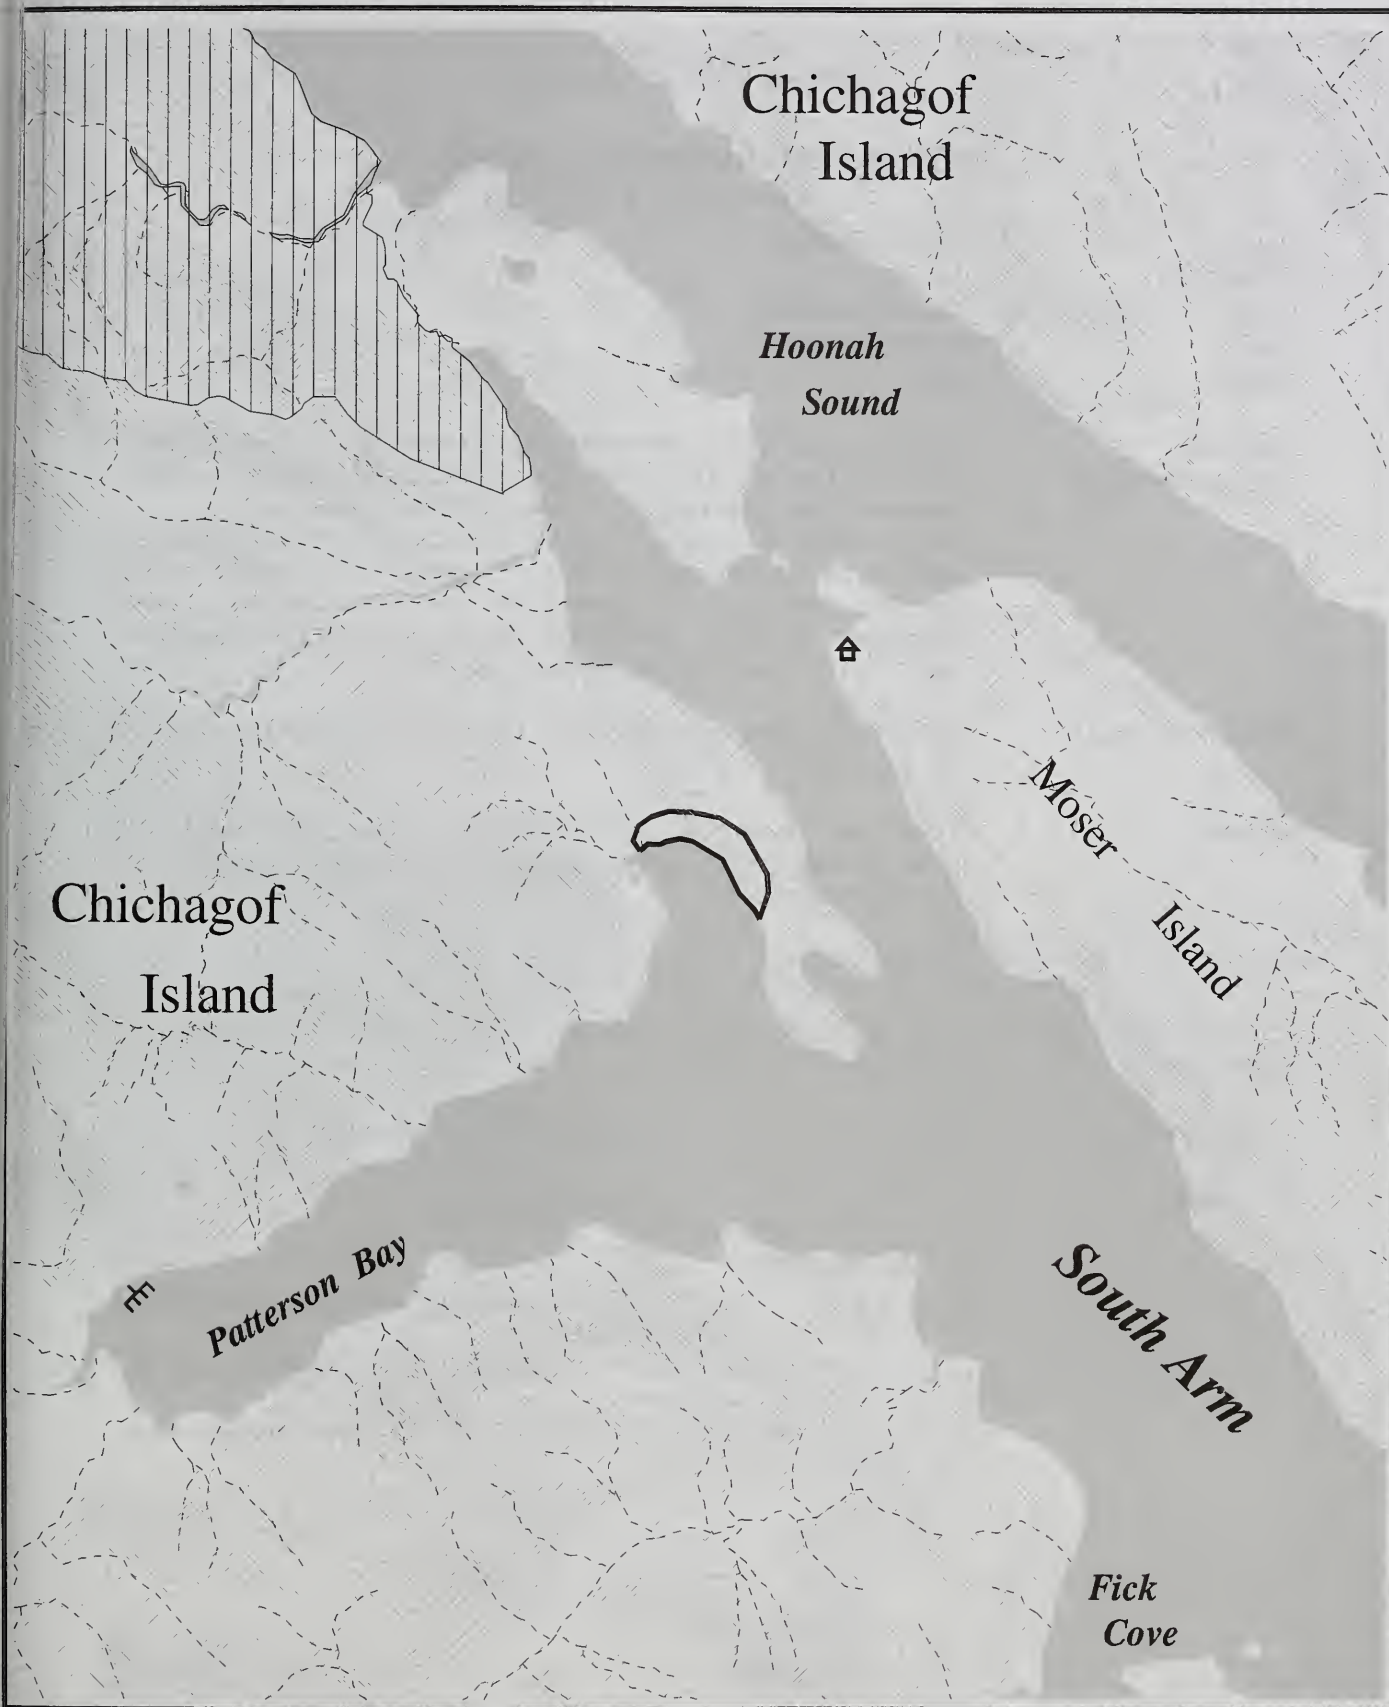 Chichagof
Island
Hoonah
Sound
Moser
Island
Chichagof
Island
Patterson Bay
South Arm
Fick
Cove